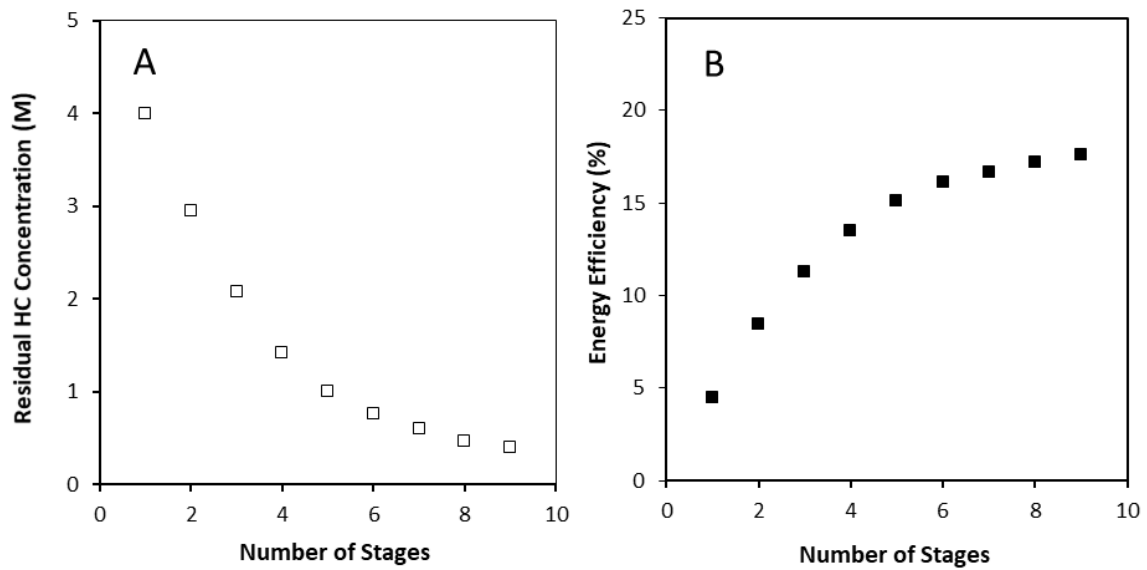 A
Residual HC Concentration (M)
5
4
3
2
1
0
0 2 4 6 8 10
Number of Stages
B
Energy Efficiency (%)
25
20
15
10
5
0
0 2 4 6 8 10
Number of Stages